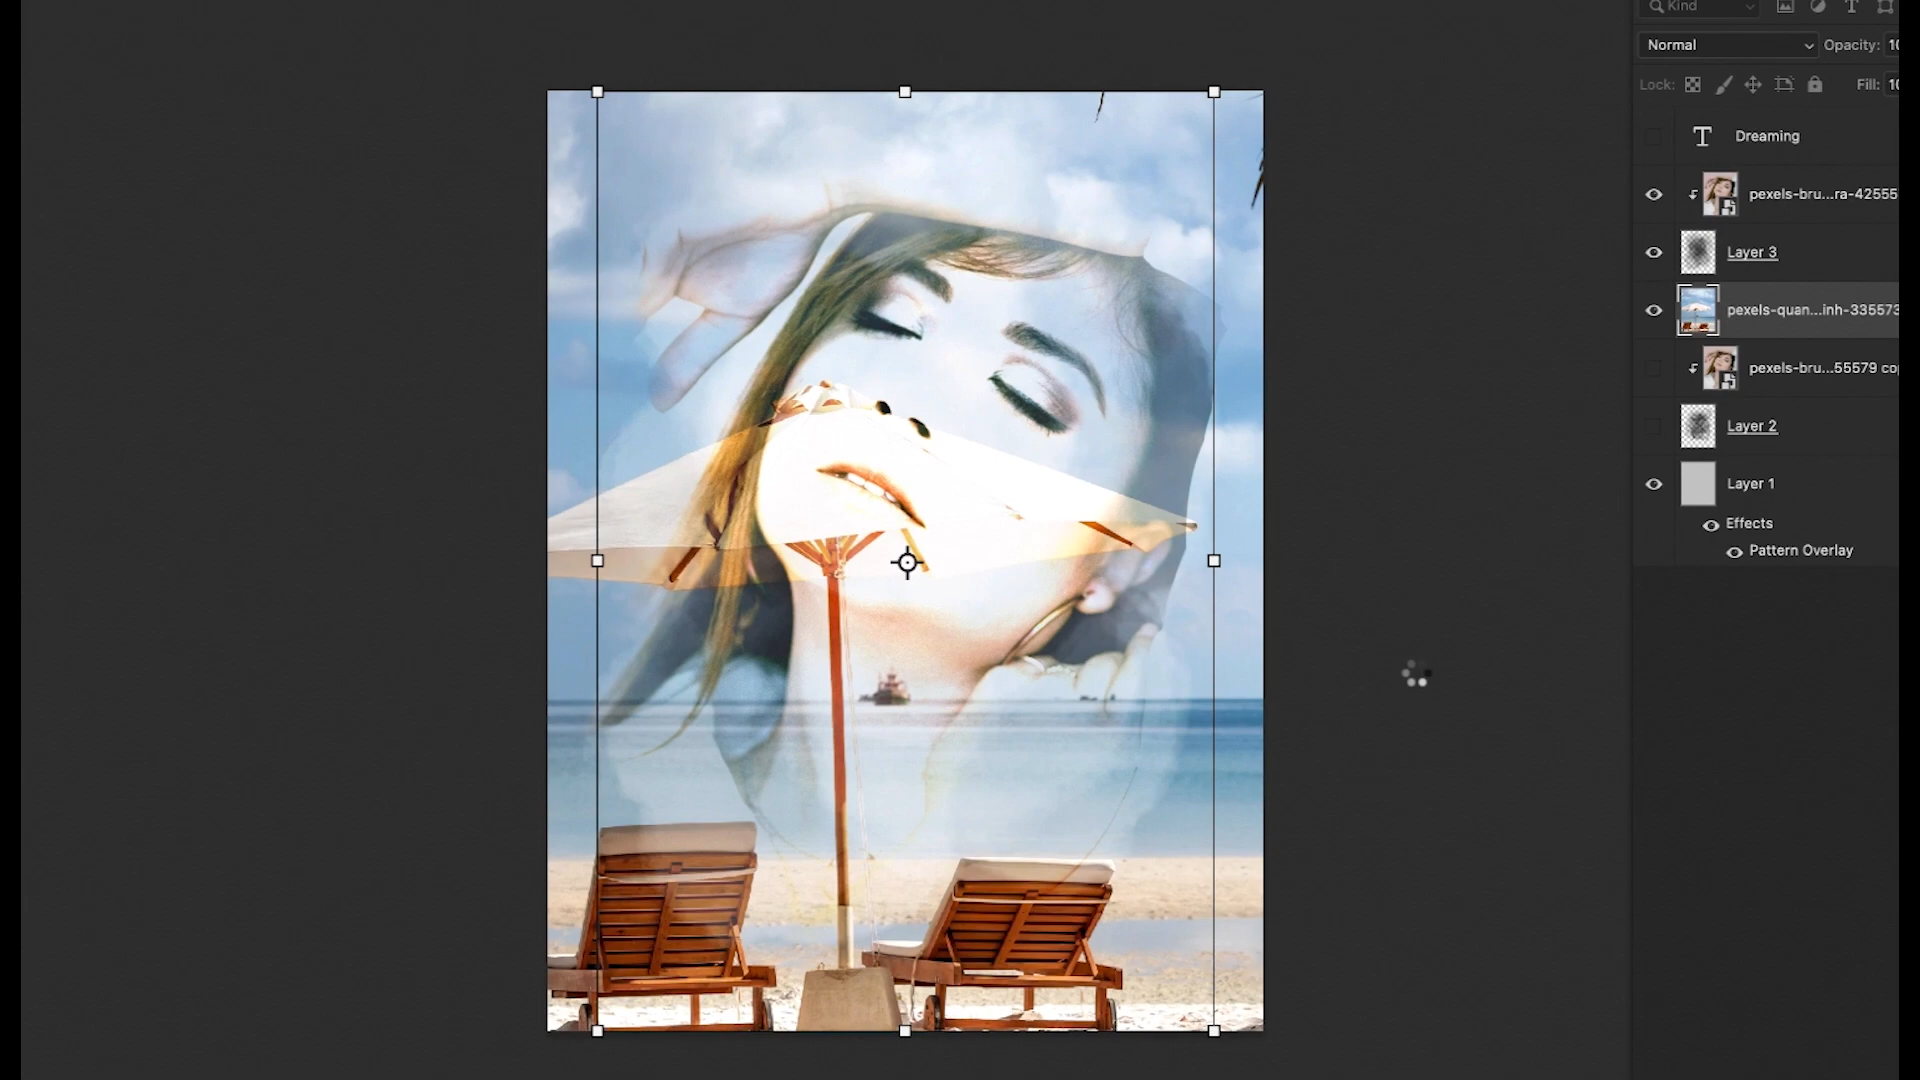 Kind
Normal
Opacity: 10
Lock:
Fill: 10
Dreaming
pexels-bru...ra-42555
Layer 3
pexels-quan...inh-335573
pexels-bru...55579 co
Layer 2
Layer 1
Effects
Pattern Overlay